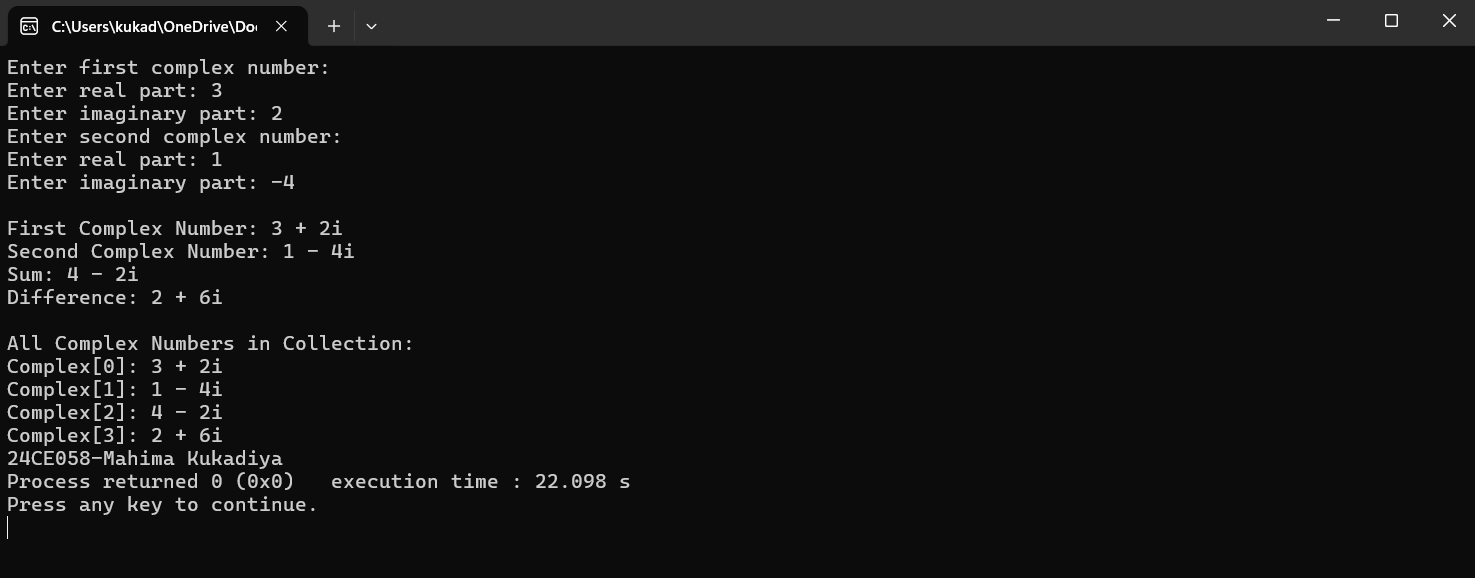 C:\Users\kukad\OneDrive\Doc
Enter first complex number:
Enter real part: 3
Enter imaginary part: 2
Enter second complex number:
Enter real part: 1
Enter imaginary part: -4
First Complex Number: 3 + 2i
Second Complex Number: 1 - 4i
Sum: 4 - 2i
Difference: 2 + 6i
All Complex Numbers in Collection:
Complex[0]: 3 + 2i
Complex[1]: 1 - 4i
Complex[2]: 4 - 2i
Complex[3]: 2 + 6i
24CE058-Mahima Kukadiya
Process returned 0 (0x0)   execution time : 22.098 s
Press any key to continue.